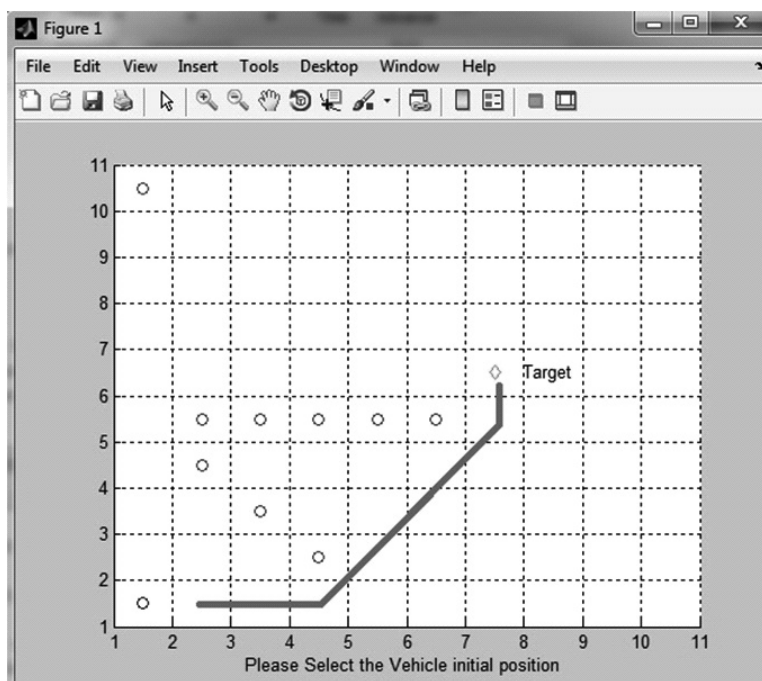 Figure 1
File Edit View Insert Tools Desktop Window Help
11
10
9
8
7
6
5
4
3
2
1
Target
1 2 3 4 5 6 7 8 9 10 11
Please Select the Vehicle initial position